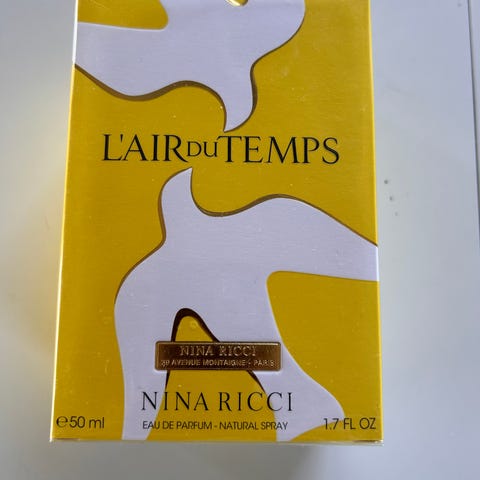 L'AIR DU TEMPS
NINA RICCI
39 AVENUE MONTAIGNE - PARIS
NINA RICCI
℮50 ml EAU DE PARFUM - NATURAL SPRAY 1.7 FL OZ